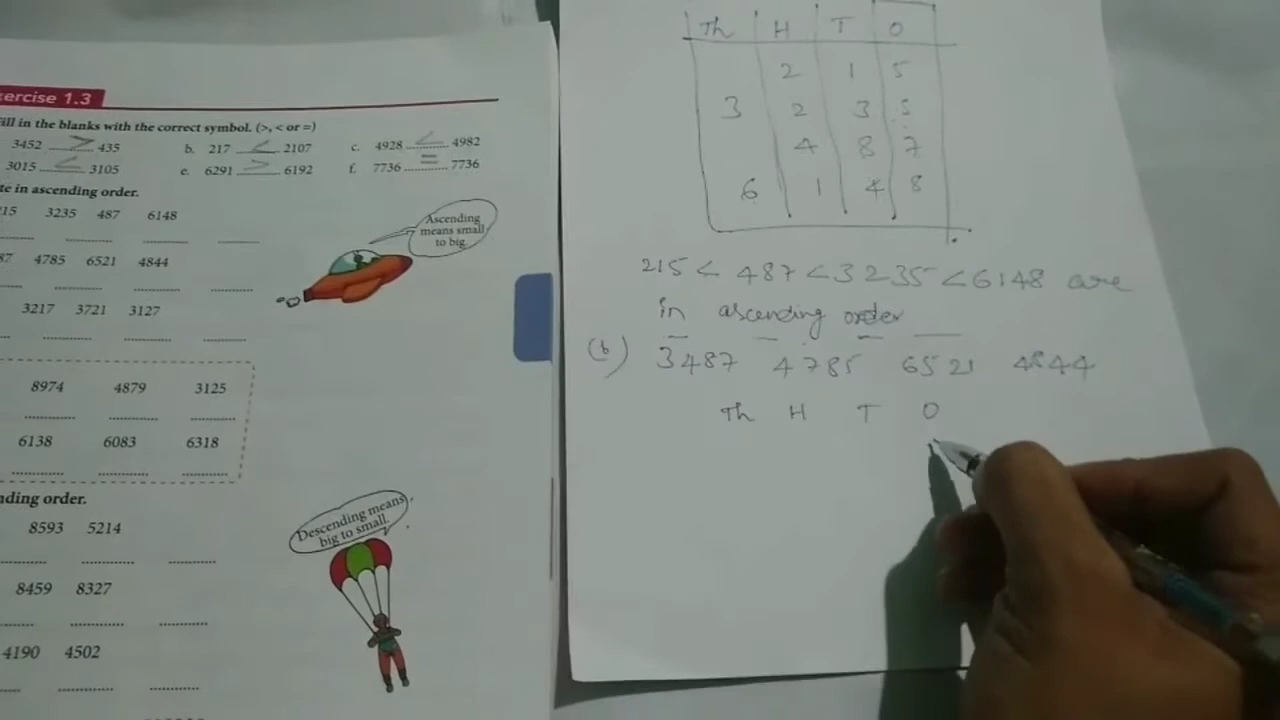 ercise 1.3
ill in the blanks with the correct symbol. (>, < or =)
3452 > 435 b. 217 < 2107 c. 4928 < 4982
3015 < 3105 e. 6291 > 6192 f. 7736 = 7736
te in ascending order.
15 3235 487 6148
87 4785 6521 4844
3217 3721 3127
Ascending
means small
to big.
8974 4879 3125
6138 6083 6318
nding order.
8593 5214
8459 8327
4190 4502
Descending means
big to small.
Th H T O
2 1 5
3 2 3 5
4 8 7
6 1 4 8
215 < 487 < 3235 < 6148 are
in ascending order
(b) 3487 4785 6521 4844
Th H T O